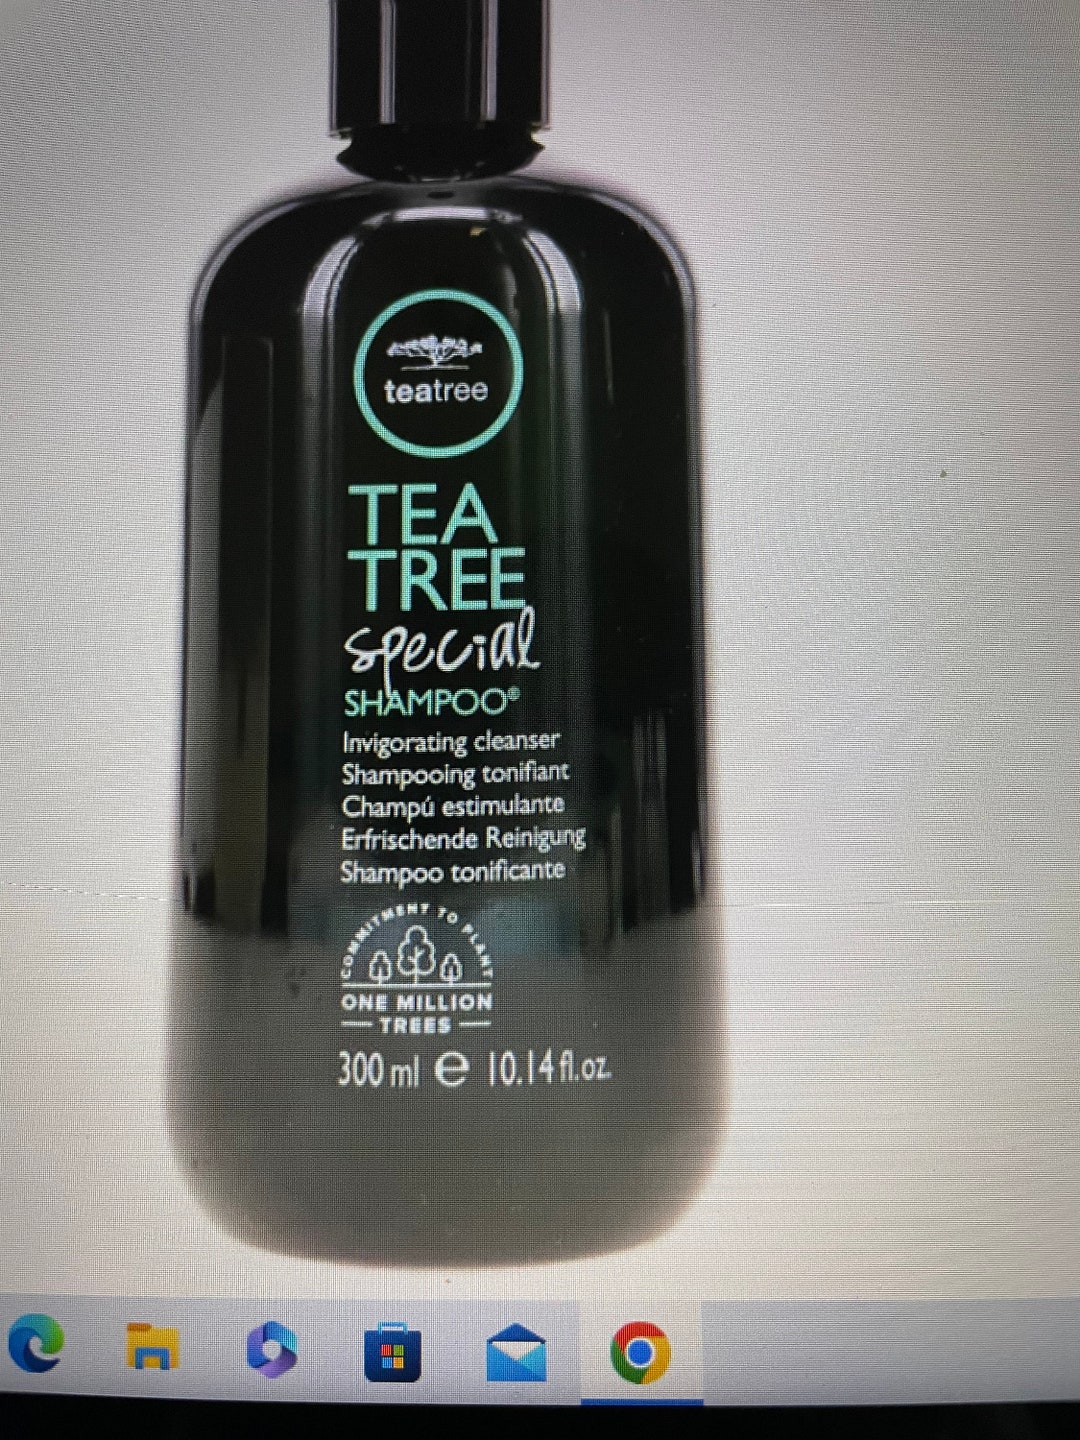 teatree
TEA
TREE
special
SHAMPOO®
Invigorating cleanser
Shampooing tonifiant
Champú estimulante
Erfrischende Reinigung
Shampoo tonificante
COMMITMENT TO PLANT
ONE MILLION
TREES
300 ml e 10.14 fl.oz.